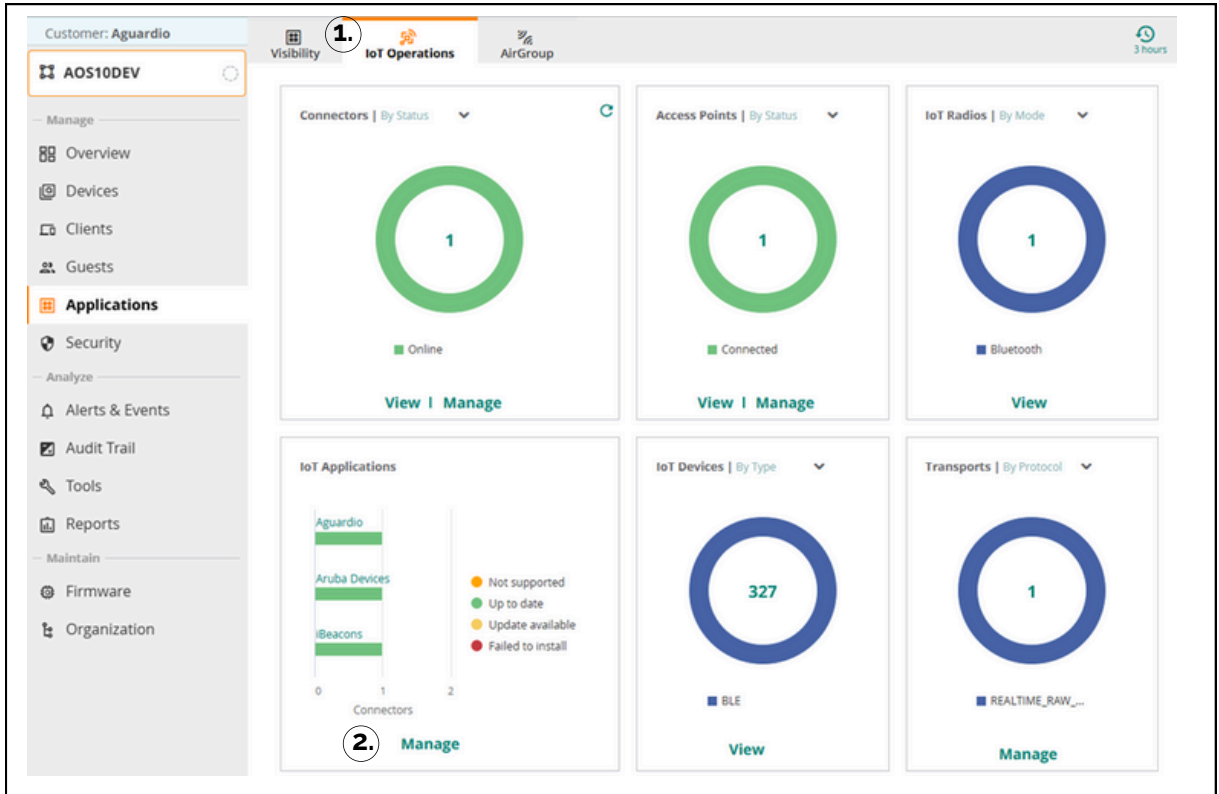 Customer: Aguardio
AOS10DEV
Manage
Overview
Devices
Clients
Guests
Applications
Security
Analyze
Alerts & Events
Audit Trail
Tools
Reports
Maintain
Firmware
Organization
Visibility
1.
IoT Operations
AirGroup
3 hours
Connectors | By Status
1
Online
View | Manage
Access Points | By Status
1
Connected
View | Manage
IoT Radios | By Mode
1
Bluetooth
View
IoT Applications
Aguardio
Aruba Devices
iBeacons
0 1 2
Connectors
Not supported
Up to date
Update available
Failed to install
2.
Manage
IoT Devices | By Type
327
BLE
View
Transports | By Protocol
1
REALTIME_RAW_...
Manage